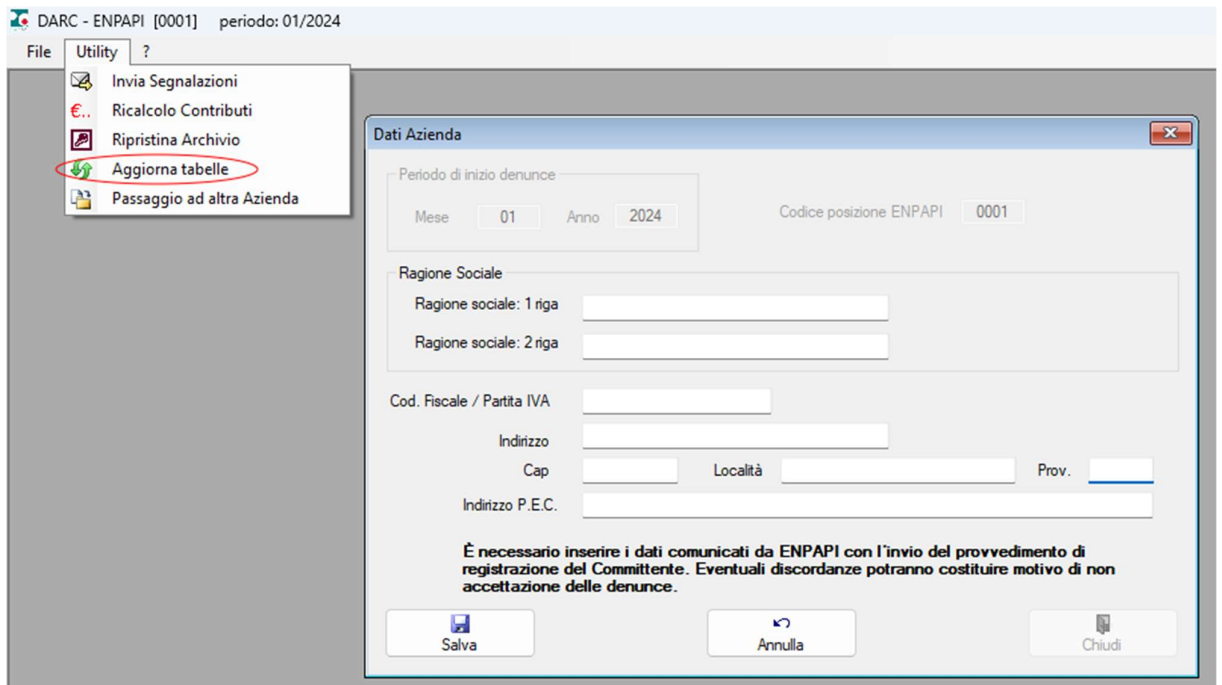 DARC - ENPAPI [0001] periodo: 01/2024
File Utility ?
Invia Segnalazioni
€.. Ricalcolo Contributi
Ripristina Archivio
Aggiorna tabelle
Passaggio ad altra Azienda
Dati Azienda
Periodo di inizio denunce
Mese 01 Anno 2024 Codice posizione ENPAPI 0001
Ragione Sociale
Ragione sociale: 1 riga
Ragione sociale: 2 riga
Cod. Fiscale / Partita IVA
Indirizzo
Cap Località Prov.
Indirizzo P.E.C.
È necessario inserire i dati comunicati da ENPAPI con l'invio del provvedimento di
registrazione del Committente. Eventuali discordanze potranno costituire motivo di non
accettazione delle denunce.
Salva Annulla Chiudi